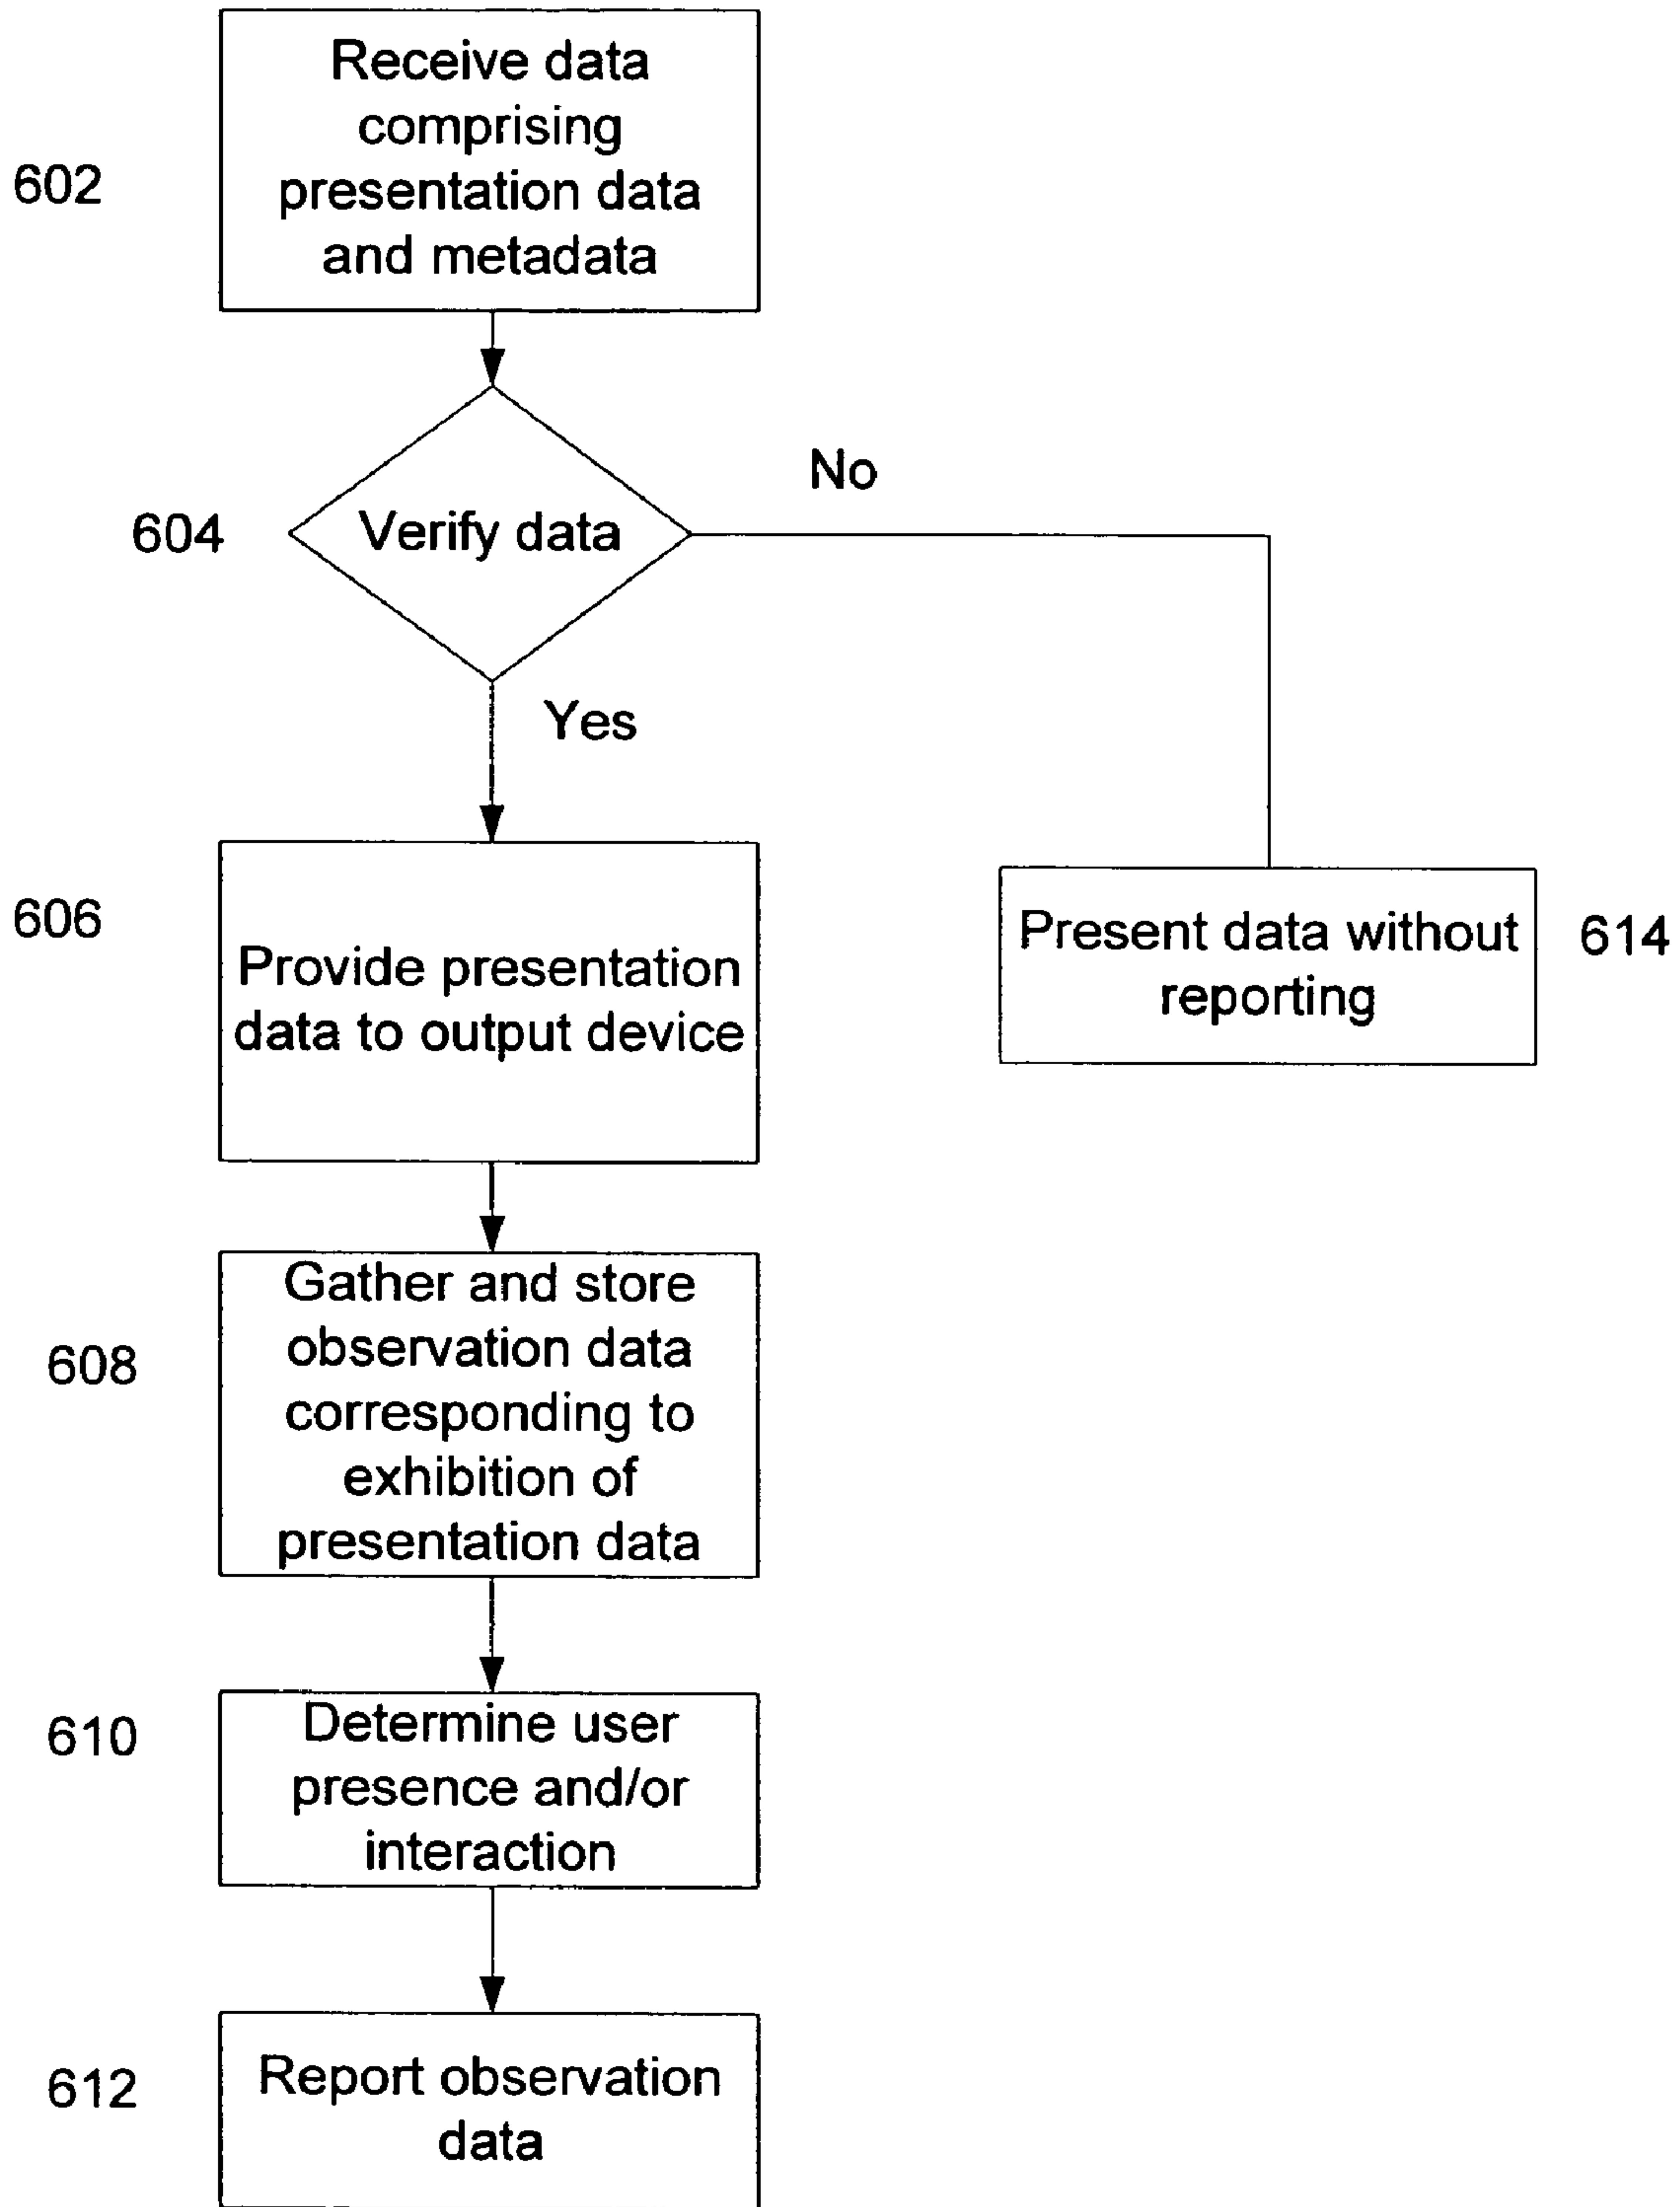 602
Receive data
comprising
presentation data
and metadata
604
Verify data
No
Yes
606
Provide presentation
data to output device
Present data without
reporting
614
608
Gather and store
observation data
corresponding to
exhibition of
presentation data
610
Determine user
presence and/or
interaction
612
Report observation
data